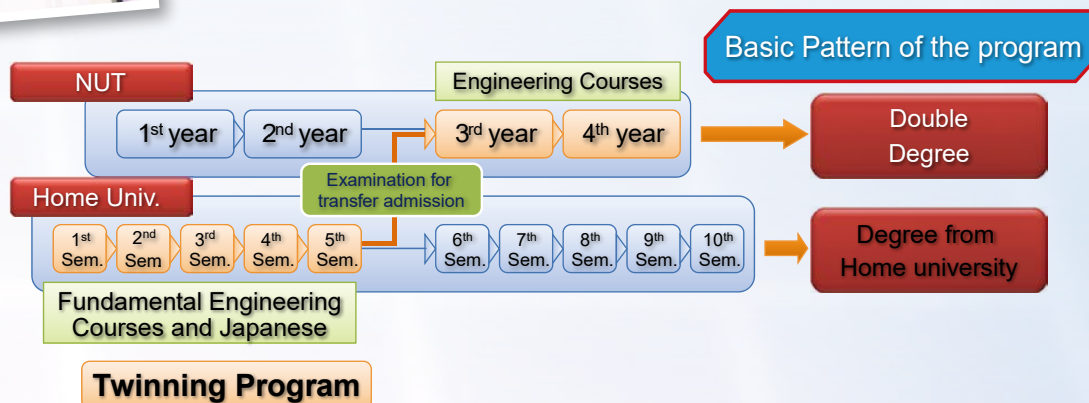 Basic Pattern of the program
NUT
Engineering Courses
1st year
2nd year
3rd year
4th year
Double
Degree
Examination for
transfer admission
Home Univ.
1st
Sem.
2nd
Sem
3rd
Sem.
4th
Sem.
5th
Sem.
6th
Sem.
7th
Sem.
8th
Sem.
9th
Sem.
10th
Sem.
Degree from
Home university
Fundamental Engineering
Courses and Japanese
Twinning Program